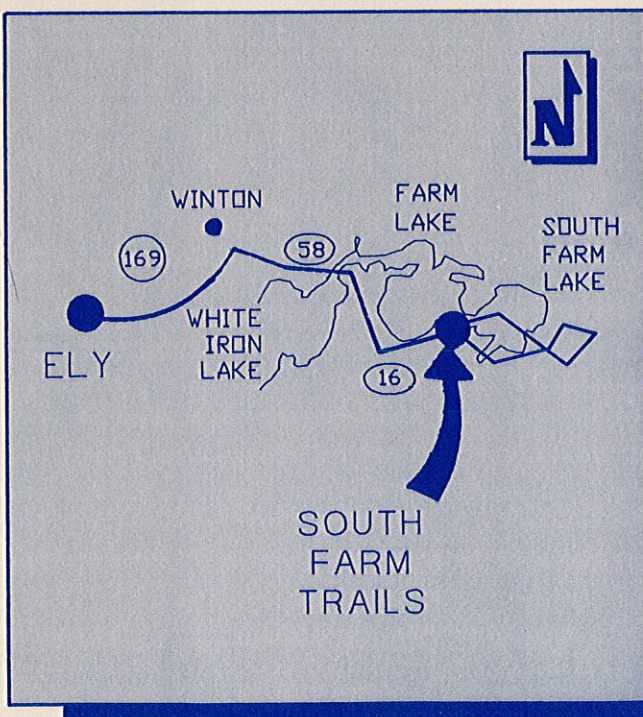 N
WINTON
FARM
LAKE
SOUTH
FARM
LAKE
169
58
WHITE
IRON
LAKE
ELY
16
SOUTH
FARM
TRAILS